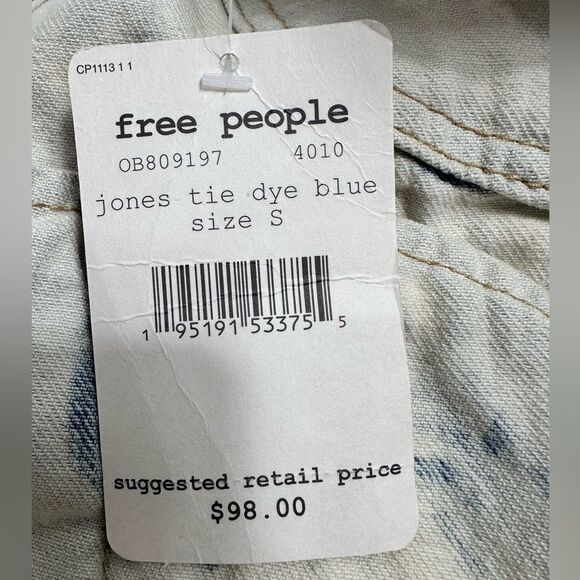 CP1113 1 1
free people
OB809197 4010
jones tie dye blue
size S
1 95191 53375 5
suggested retail price
$98.00